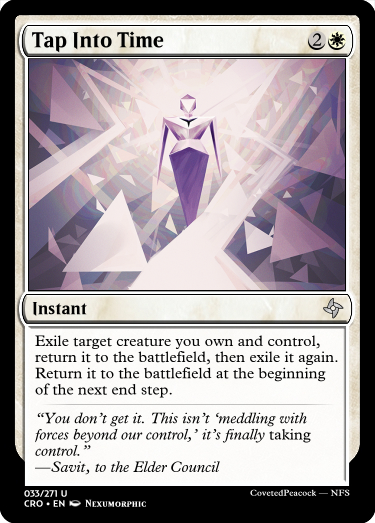 Tap Into Time 2
Instant
Exile target creature you own and control,
return it to the battlefield, then exile it again.
Return it to the battlefield at the beginning
of the next end step.
“You don’t get it. This isn’t ‘meddling with
forces beyond our control,’ it’s finally taking
control.”
—Savit, to the Elder Council
033/271 U
CRO • EN Nexumorphic
CovetedPeacock — NFS